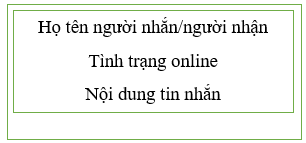 Họ tên người nhắn/người nhận
Tình trạng online
Nội dung tin nhắn